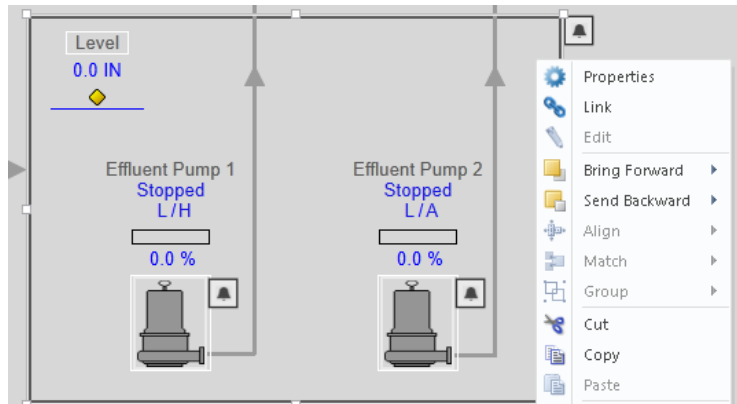 Level
0.0 IN
Effluent Pump 1
Stopped
L/H
0.0 %
Effluent Pump 2
Stopped
L/A
0.0 %
Properties
Link
Edit
Bring Forward
Send Backward
Align
Match
Group
Cut
Copy
Paste